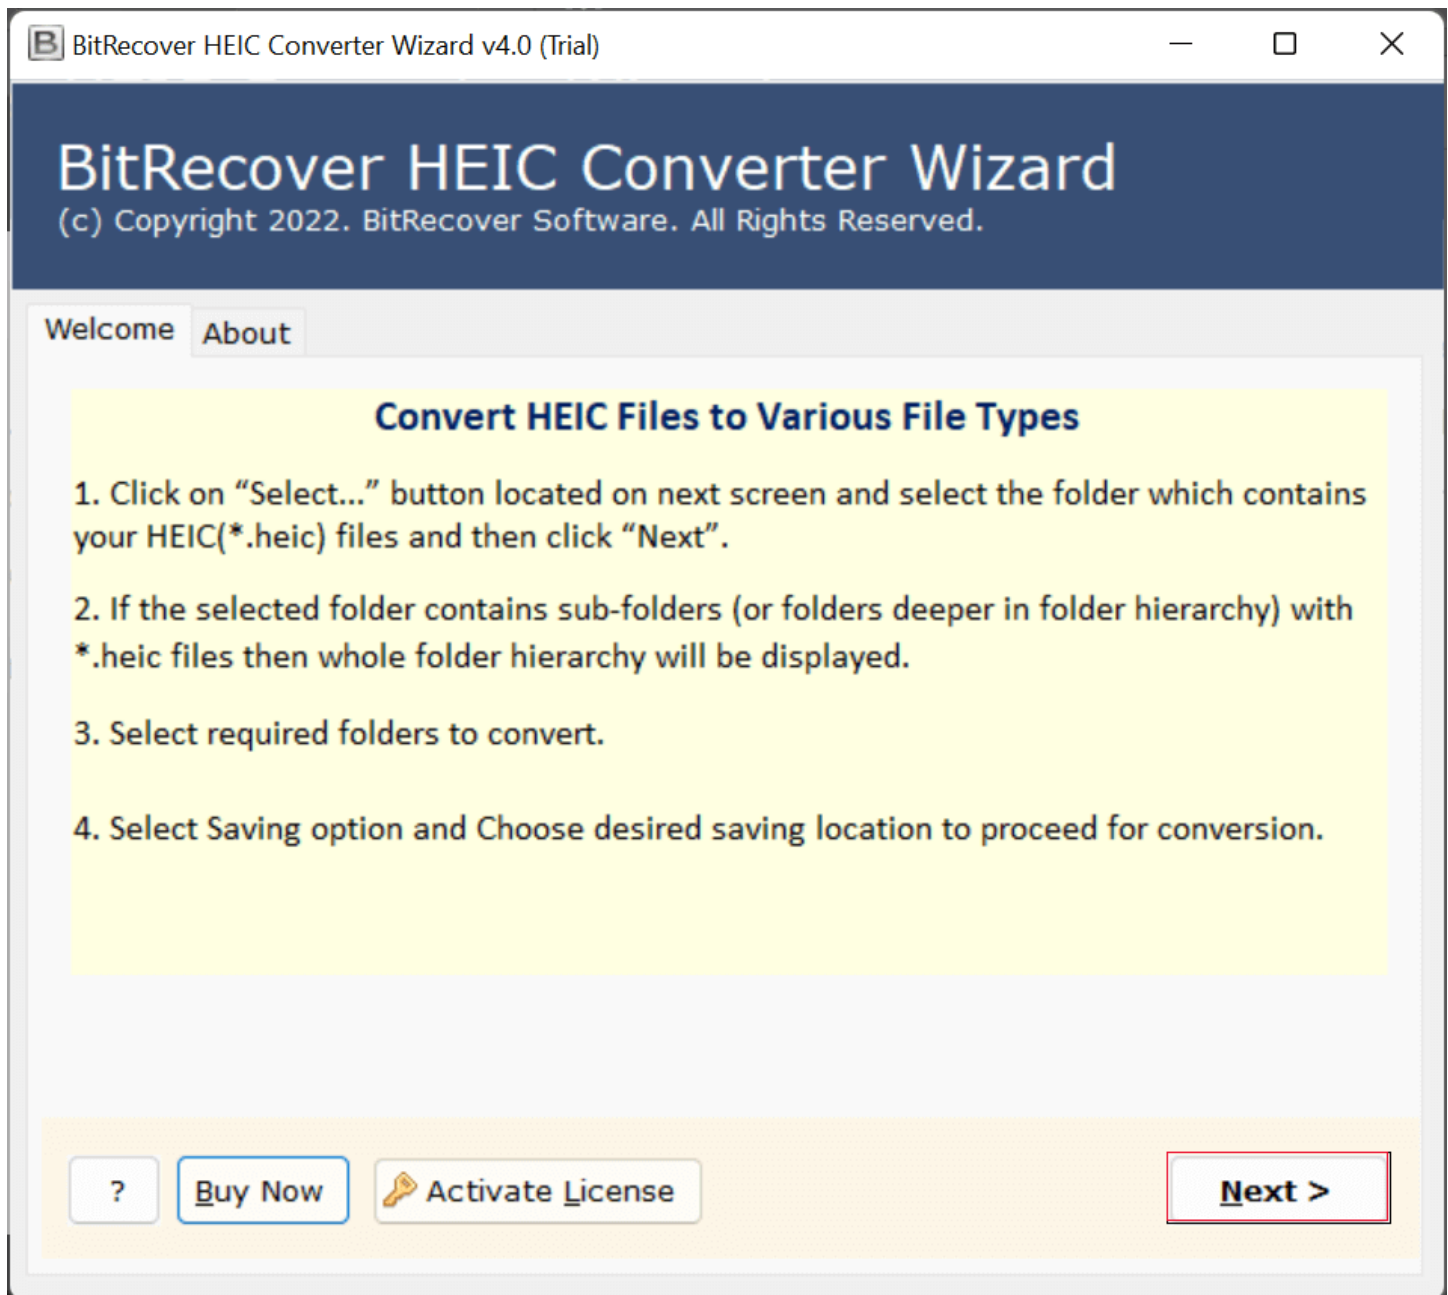 B BitRecover HEIC Converter Wizard v4.0 (Trial)
BitRecover HEIC Converter Wizard
(c) Copyright 2022. BitRecover Software. All Rights Reserved.
Welcome About
Convert HEIC Files to Various File Types
1. Click on “Select...” button located on next screen and select the folder which contains
your HEIC(*.heic) files and then click “Next”.
2. If the selected folder contains sub-folders (or folders deeper in folder hierarchy) with
*.heic files then whole folder hierarchy will be displayed.
3. Select required folders to convert.
4. Select Saving option and Choose desired saving location to proceed for conversion.
? Buy Now Activate License Next >